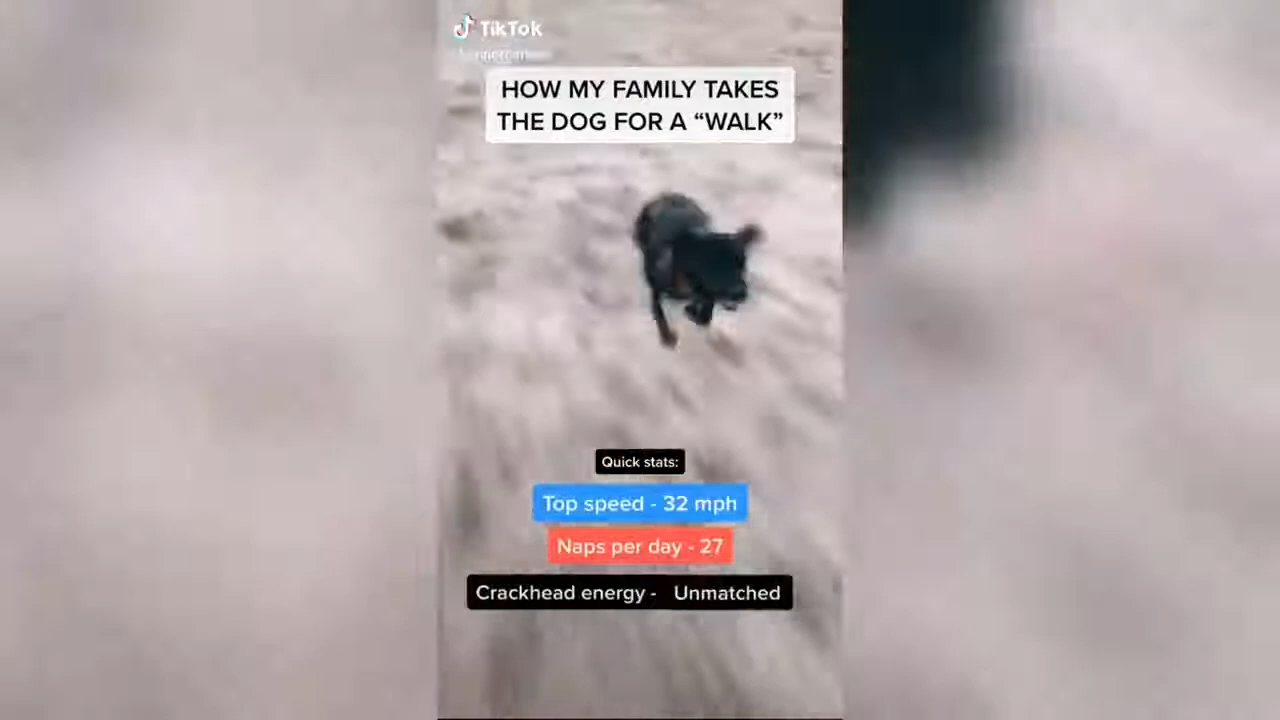 TikTok
HOW MY FAMILY TAKES
THE DOG FOR A “WALK”
Quick stats:
Top speed - 32 mph
Naps per day - 27
Crackhead energy - Unmatched